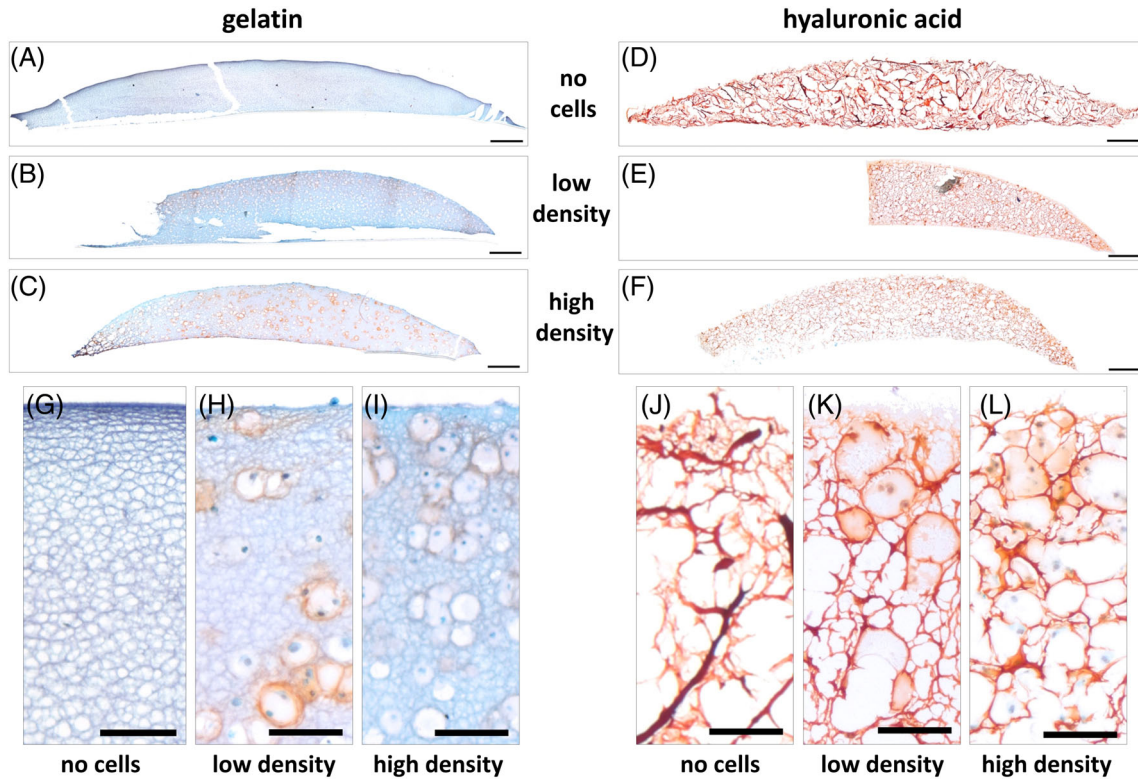 gelatin
hyaluronic acid
(A)
no
cells
(D)
(B)
low
density
(E)
(C)
high
density
(F)
(G)
(H)
(I)
(J)
(K)
(L)
no cells
low density
high density
no cells
low density
high density